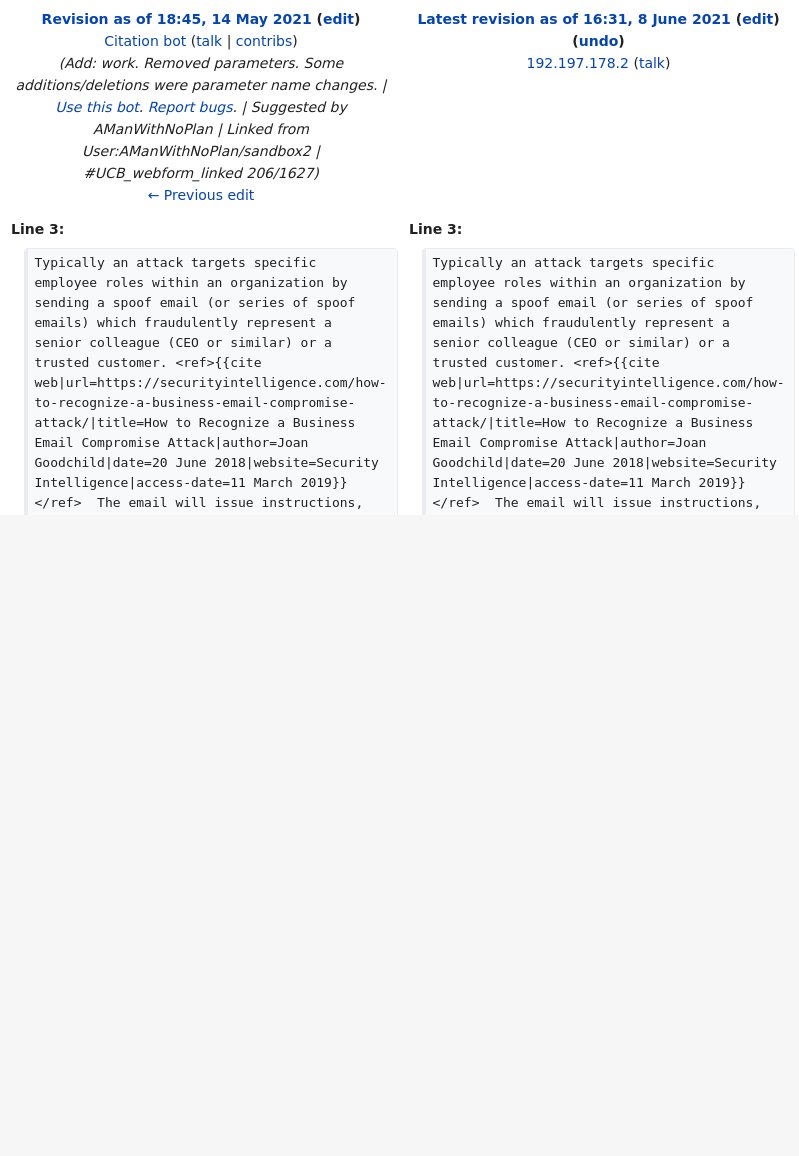 Revision as of 18:45, 14 May 2021 (edit)
Citation bot (talk | contribs)
(Add: work. Removed parameters. Some
additions/deletions were parameter name changes. |
Use this bot. Report bugs. | Suggested by
AManWithNoPlan | Linked from
User:AManWithNoPlan/sandbox2 |
#UCB_webform_linked 206/1627)
← Previous edit
Latest revision as of 16:31, 8 June 2021 (edit)
(undo)
192.197.178.2 (talk)
Line 3:
Typically an attack targets specific
employee roles within an organization by
sending a spoof email (or series of spoof
emails) which fraudulently represent a
senior colleague (CEO or similar) or a
trusted customer. <ref>{{cite
web|url=https://securityintelligence.com/how-
to-recognize-a-business-email-compromise-
attack/|title=How to Recognize a Business
Email Compromise Attack|author=Joan
Goodchild|date=20 June 2018|website=Security
Intelligence|access-date=11 March 2019}}
</ref>  The email will issue instructions,
Line 3:
Typically an attack targets specific
employee roles within an organization by
sending a spoof email (or series of spoof
emails) which fraudulently represent a
senior colleague (CEO or similar) or a
trusted customer. <ref>{{cite
web|url=https://securityintelligence.com/how-
to-recognize-a-business-email-compromise-
attack/|title=How to Recognize a Business
Email Compromise Attack|author=Joan
Goodchild|date=20 June 2018|website=Security
Intelligence|access-date=11 March 2019}}
</ref>  The email will issue instructions,